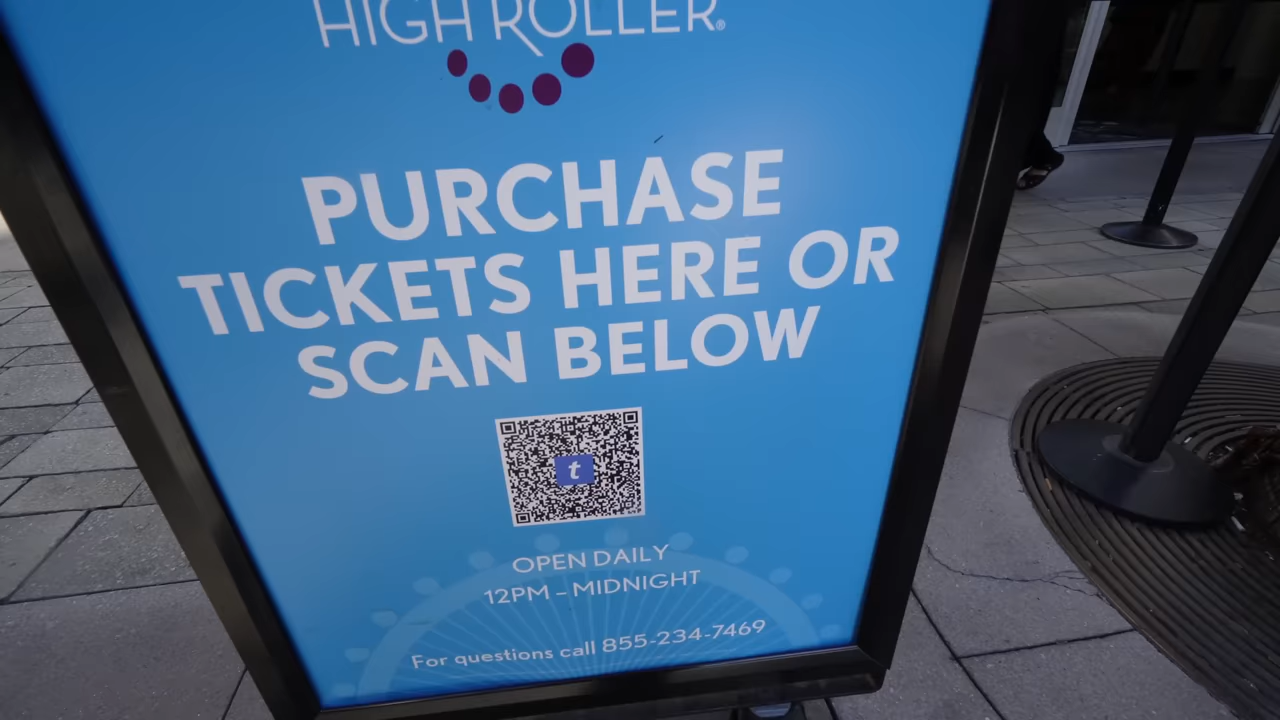 HIGH ROLLER®
PURCHASE
TICKETS HERE OR
SCAN BELOW
t
OPEN DAILY
12PM – MIDNIGHT
For questions call 855-234-7469